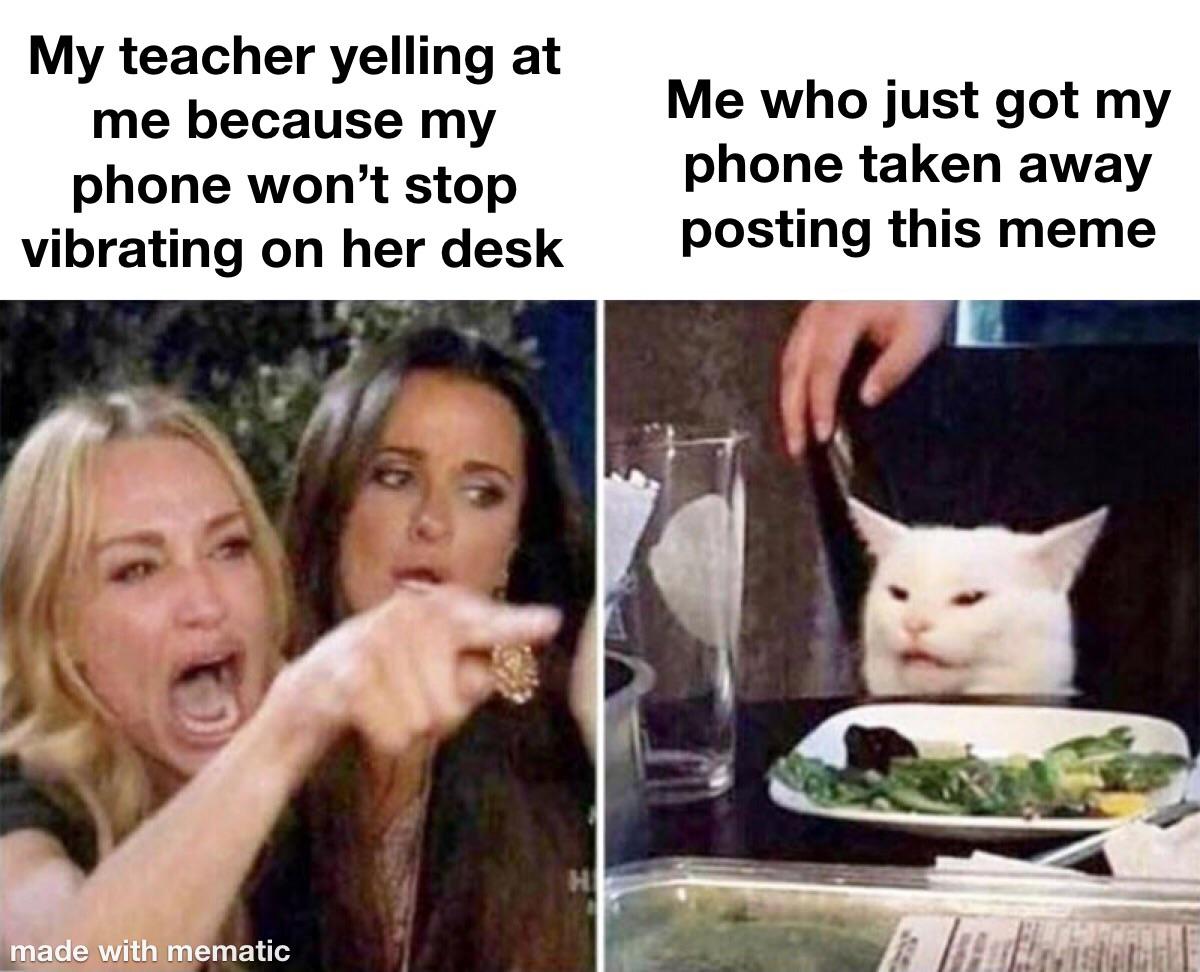 My teacher yelling at
me because my
phone won’t stop
vibrating on her desk
Me who just got my
phone taken away
posting this meme
made with mematic